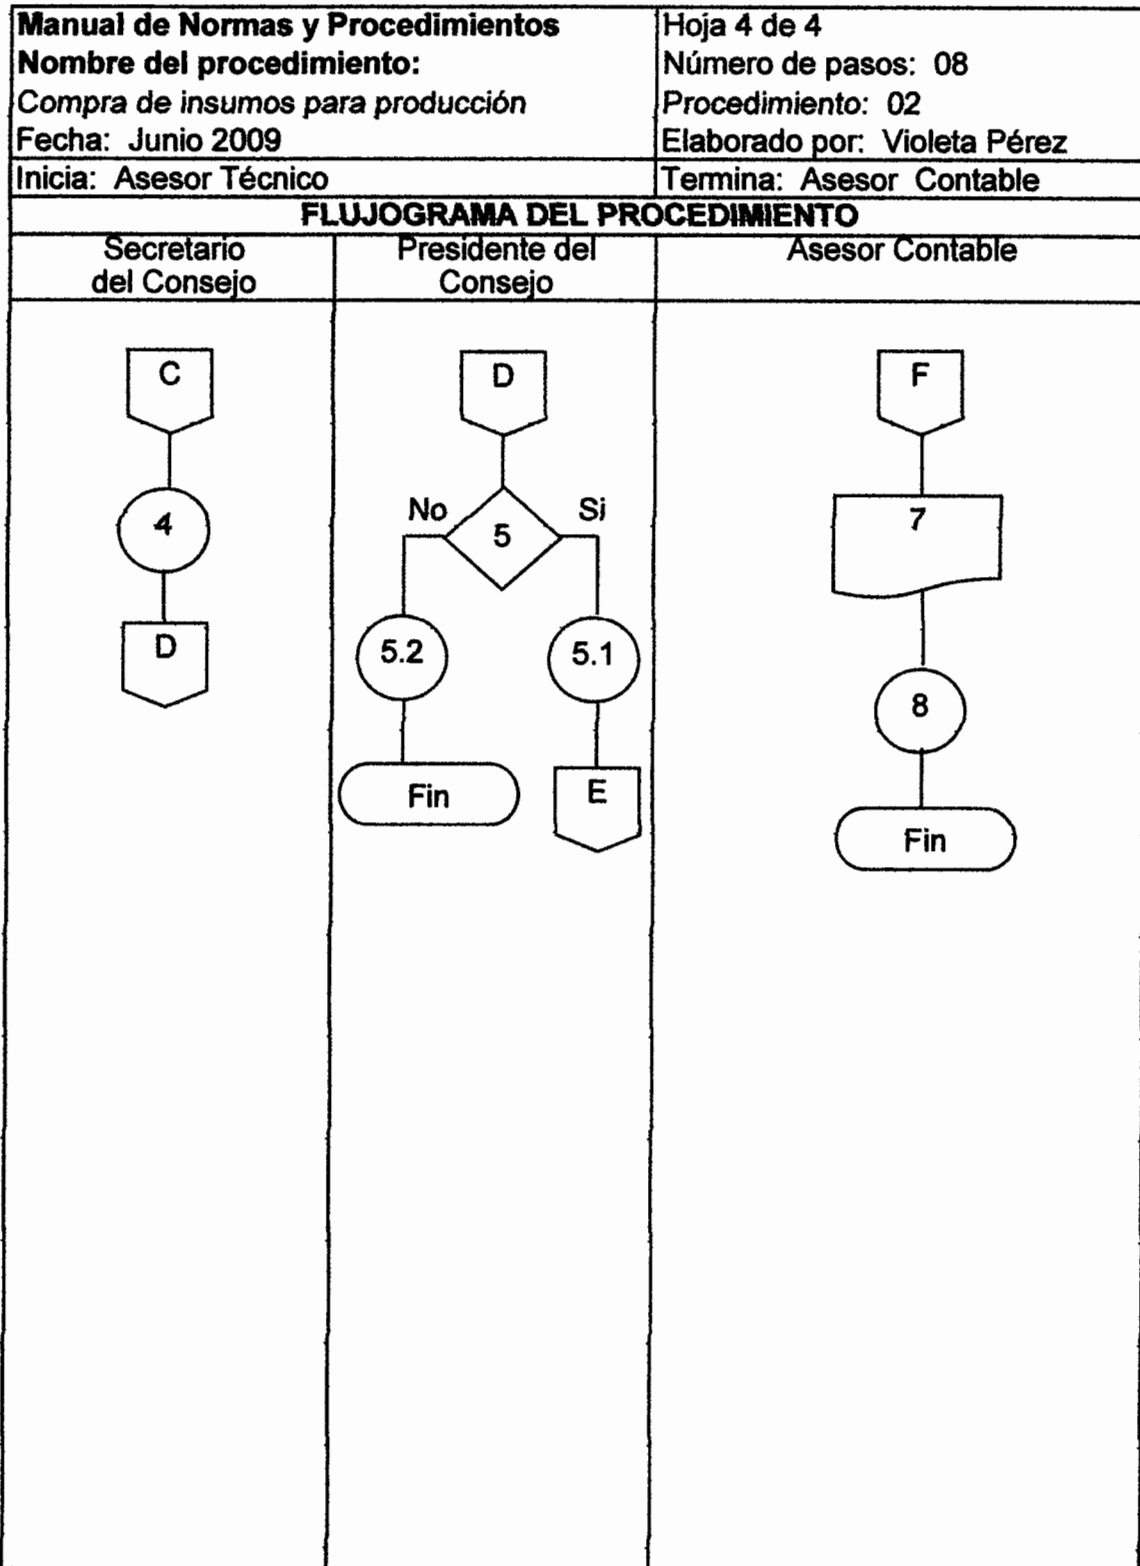 Manual de Normas y Procedimientos
Nombre del procedimiento:
Compra de insumos para producción
Fecha: Junio 2009
Hoja 4 de 4
Número de pasos: 08
Procedimiento: 02
Elaborado por: Violeta Pérez
Inicia: Asesor Técnico
Termina: Asesor Contable
FLUJOGRAMA DEL PROCEDIMIENTO
Secretario
del Consejo
Presidente del
Consejo
Asesor Contable
C
4
D
D
No
5
Si
5.2
5.1
Fin
E
F
7
8
Fin